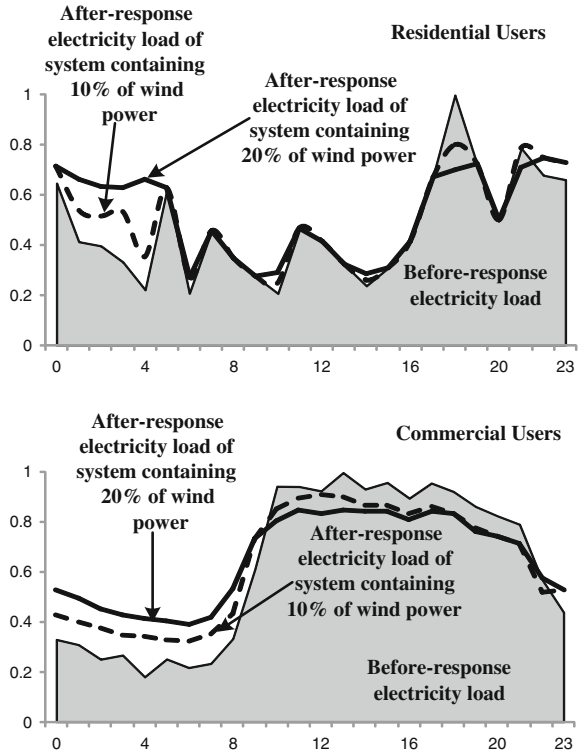 After-response
electricity load of
system containing
10% of wind
power
Residential Users
After-response
electricity load of
system containing
20% of wind power
Before-response
electricity load
1
0.8
0.6
0.4
0.2
0
0
4
8
12
16
20
23
After-response
electricity load of
system containing
20% of wind
power
Commercial Users
After-response
electricity load of
system containing
10% of wind power
Before-response
electricity load
1
0.8
0.6
0.4
0.2
0
0
4
8
12
16
20
23